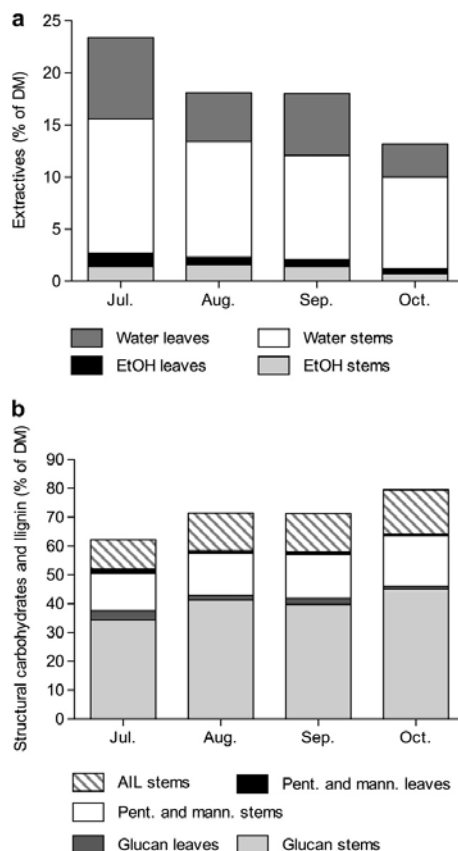 a
Extractives (% of DM)
25
20
15
10
5
0
Jul. Aug. Sep. Oct.
Water leaves Water stems
EtOH leaves EtOH stems
b
Structural carbohydrates and llignin (% of DM)
90
80
70
60
50
40
30
20
10
0
Jul. Aug. Sep. Oct.
AIL stems Pent. and mann. leaves
Pent. and mann. stems
Glucan leaves Glucan stems